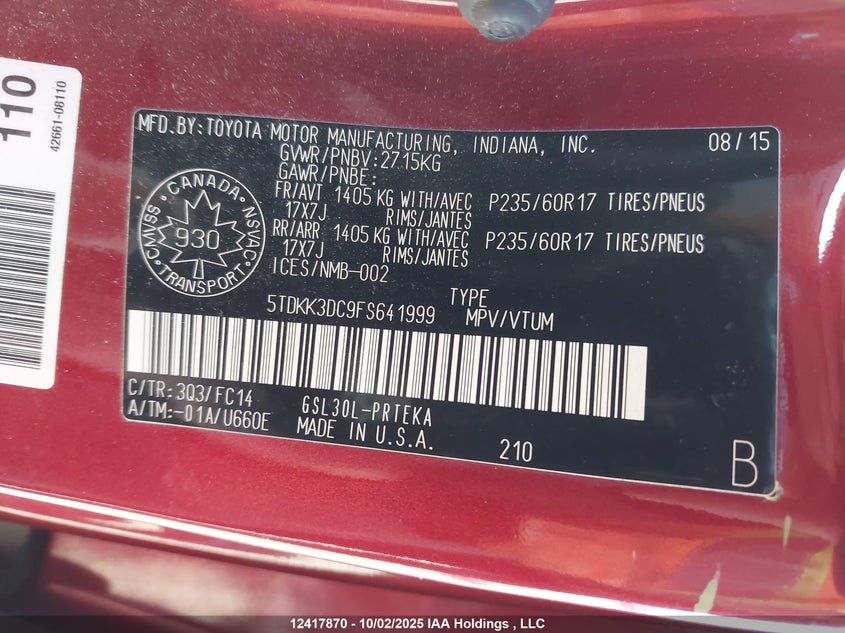 110
42661-08110
MFD.BY:TOYOTA MOTOR MANUFACTURING, INDIANA, INC. 08/15
GVWR/PNBV:2715KG
GAWR/PNBE:
FR/AVT 1405 KG WITH/AVEC P235/60R17 TIRES/PNEUS
17X7J RIMS/JANTES
RR/ARR 1405 KG WITH/AVEC P235/60R17 TIRES/PNEUS
17X7J RIMS/JANTES
ICES/NMB-002
CANADA
CMVSS 930 NSVAC
TRANSPORT
TYPE
5TDKK3DC9FS641999 MPV/VTUM
C/TR:3Q3/FC14 GSL30L-PRTEKA
A/TM:-01A/U660E MADE IN U.S.A. 210
B
12417870 - 10/02/2025 IAA Holdings , LLC